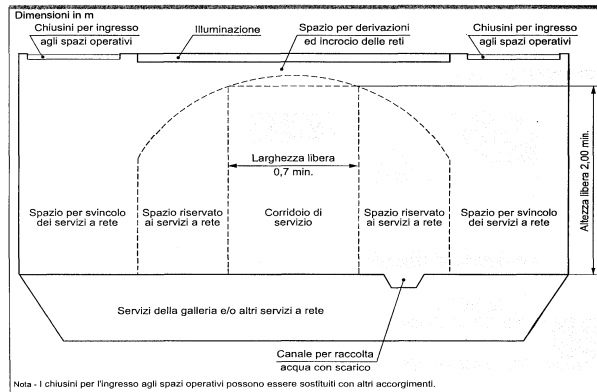 Dimensioni in m
Chiusini per ingresso
agli spazi operativi
Illuminazione
Spazio per derivazioni
ed incrocio delle reti
Chiusini per ingresso
agli spazi operativi
Larghezza libera
0,7 min.
Altezza libera 2,00 min.
Spazio per svincolo
dei servizi a rete
Spazio riservato
ai servizi a rete
Corridoio di
servizio
Spazio riservato
ai servizi a rete
Spazio per svincolo
dei servizi a rete
Servizi della galleria e/o altri servizi a rete
Canale per raccolta
acqua con scarico
Nota - I chiusini per l'ingresso agli spazi operativi possono essere sostituiti con altri accorgimenti.